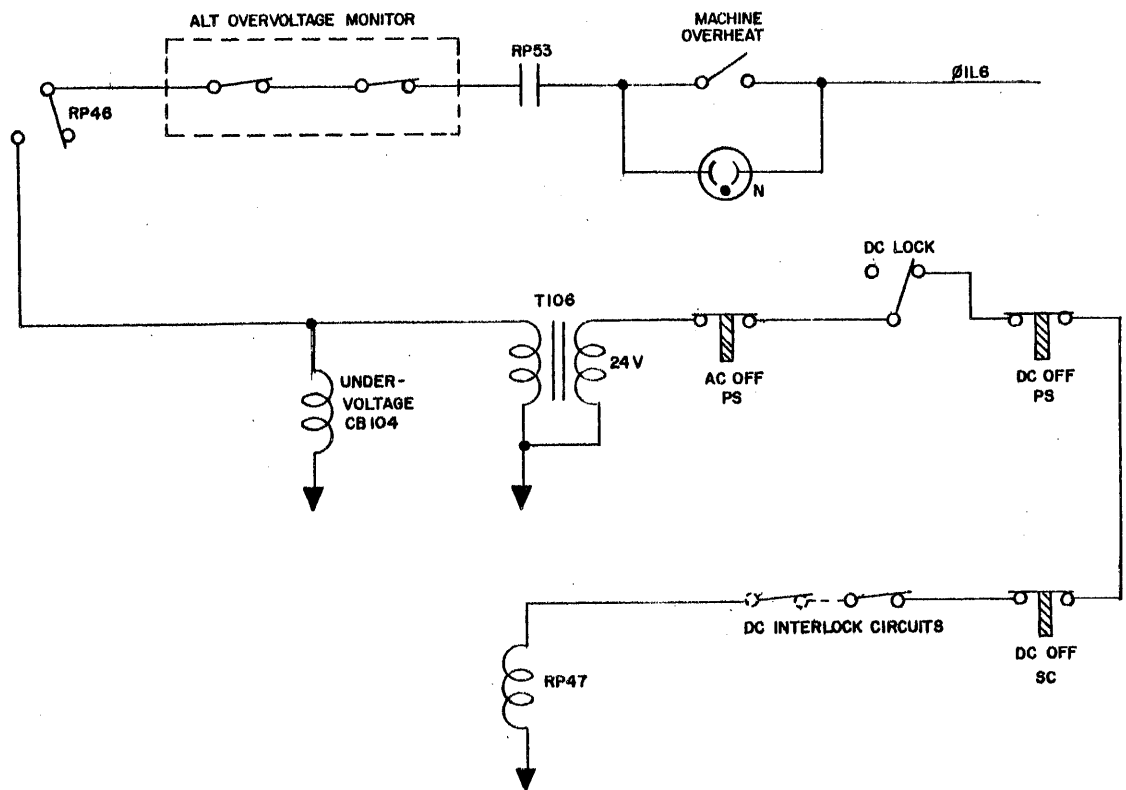 ALT OVERVOLTAGE MONITOR
MACHINE
OVERHEAT
RP53
Ø1L6
RP46
N
DC LOCK
T106
24V
UNDER-
VOLTAGE
CB104
AC OFF
PS
DC OFF
PS
DC INTERLOCK CIRCUITS
DC OFF
SC
RP47